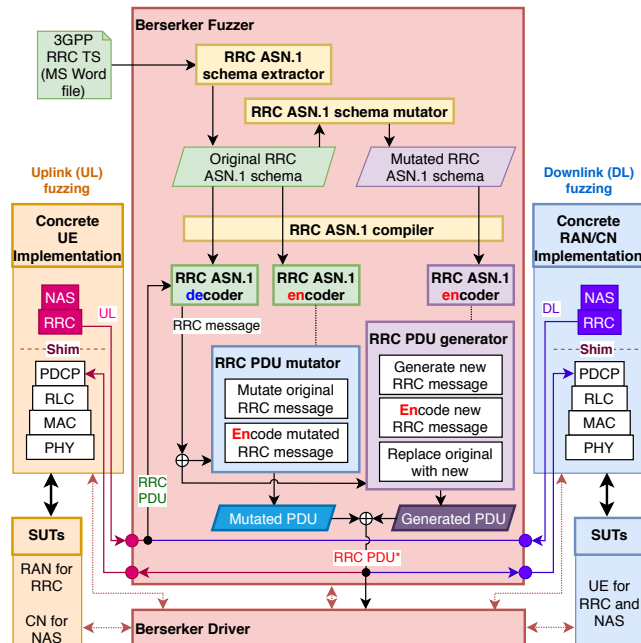 Berserker Fuzzer
3GPP
RRC TS
(MS Word
file)
RRC ASN.1
schema extractor
RRC ASN.1 schema mutator
Original RRC
ASN.1 schema
Mutated RRC
ASN.1 schema
Uplink (UL)
fuzzing
Downlink (DL)
fuzzing
Concrete
UE
Implementation
RRC ASN.1 compiler
Concrete
RAN/CN
Implementation
RRC ASN.1
decoder
RRC ASN.1
encoder
RRC ASN.1
encoder
NAS
RRC
UL
RRC message
DL
NAS
RRC
Shim
PDCP
RLC
MAC
PHY
RRC PDU mutator
Mutate original
RRC message
Encode mutated
RRC message
RRC PDU generator
Generate new
RRC message
Encode new
RRC message
Replace original
with new
Shim
PDCP
RLC
MAC
PHY
RRC
PDU
Mutated PDU
Generated PDU
SUTs
RAN for
RRC
CN for
NAS
RRC PDU*
SUTs
UE for
RRC and
NAS
Berserker Driver